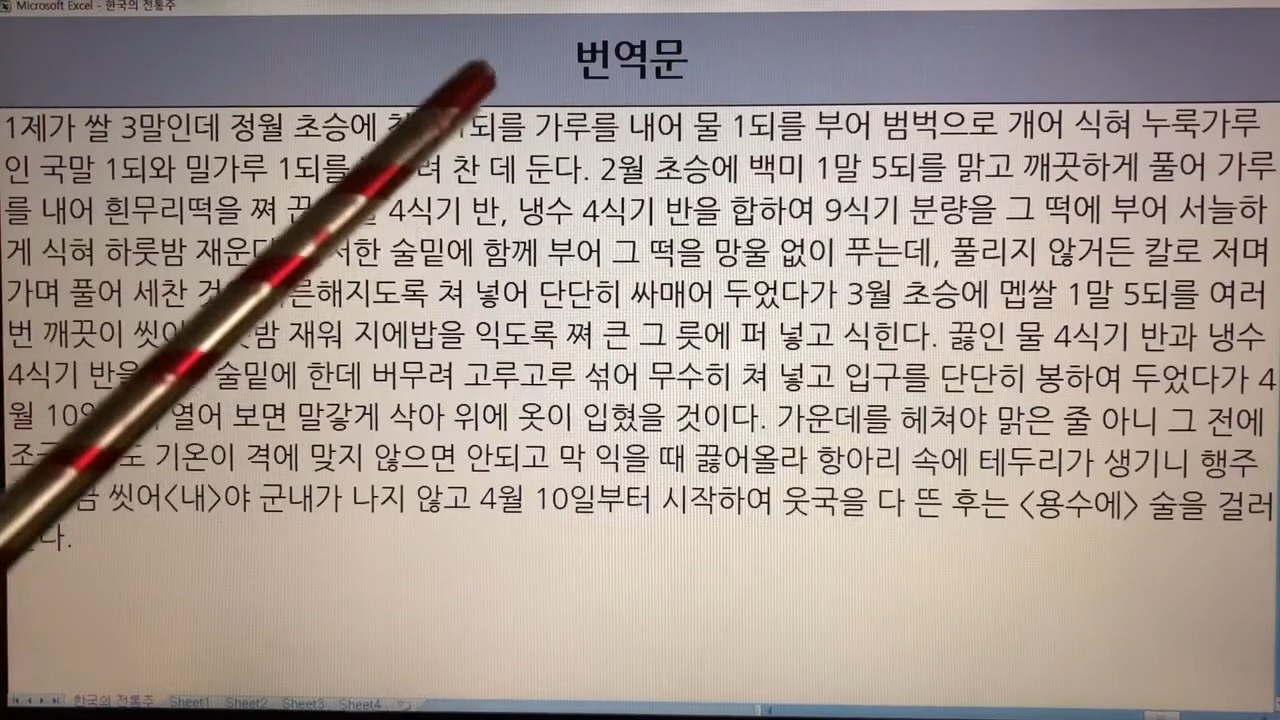 Microsoft Excel - 한국의 전통주
번역문
1제가 쌀 3말인데 정월 초승에 1되를 가루를 내어 물 1되를 부어 범벅으로 개어 식혀 누룩가루
인 국말 1되와 밀가루 1되를 찬 데 둔다. 2월 초승에 백미 1말 5되를 맑고 깨끗하게 풀어 가루
를 내어 흰무리떡을 쪄 4식기 반, 냉수 4식기 반을 합하여 9식기 분량을 그 떡에 부어 서늘하
게 식혀 하룻밤 술밑에 함께 부어 그 떡을 망울 없이 푸는데, 풀리지 않거든 칼로 저며
가며 풀어 세찬 쳐 넣어 단단히 싸매어 두었다가 3월 초승에 멥쌀 1말 5되를 여러
번 깨끗이 재워 지에밥을 익도록 쪄 큰 그 릇에 퍼 넣고 식힌다. 끓인 물 4식기 반과 냉수
4식기 술밑에 한데 버무려 고루고루 섞어 무수히 쳐 넣고 입구를 단단히 봉하여 두었다가 4
월 열어 보면 말갛게 삭아 위에 옷이 입혔을 것이다. 가운데를 헤쳐야 맑은 줄 아니 그 전에
기온이 격에 맞지 않으면 안되고 막 익을 때 끓어올라 항아리 속에 테두리가 생기니 행주
씻어<내>야 군내가 나지 않고 4월 10일부터 시작하여 웃국을 다 뜬 후는 <용수에> 술을 걸러
한국의 전통주 Sheet1 Sheet2 Sheet3 Sheet4